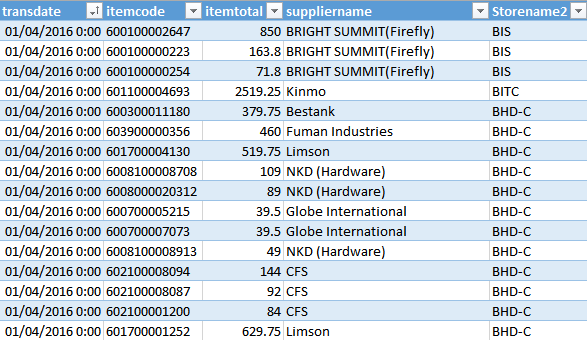 transdate itemcode itemtotal suppliername Storename2
01/04/2016 0:00 600100002647 850 BRIGHT SUMMIT(Firefly) BIS
01/04/2016 0:00 600100000223 163.8 BRIGHT SUMMIT(Firefly) BIS
01/04/2016 0:00 600100000254 71.8 BRIGHT SUMMIT(Firefly) BIS
01/04/2016 0:00 601100004693 2519.25 Kinmo BITC
01/04/2016 0:00 600300011180 379.75 Bestank BHD-C
01/04/2016 0:00 603900000356 460 Fuman Industries BHD-C
01/04/2016 0:00 601700004130 519.75 Limson BHD-C
01/04/2016 0:00 6008100008708 109 NKD (Hardware) BHD-C
01/04/2016 0:00 6008000020312 89 NKD (Hardware) BHD-C
01/04/2016 0:00 600700005215 39.5 Globe International BHD-C
01/04/2016 0:00 600700007073 39.5 Globe International BHD-C
01/04/2016 0:00 6008100008913 49 NKD (Hardware) BHD-C
01/04/2016 0:00 602100008094 144 CFS BHD-C
01/04/2016 0:00 602100008087 92 CFS BHD-C
01/04/2016 0:00 602100001200 84 CFS BHD-C
01/04/2016 0:00 601700001252 629.75 Limson BHD-C